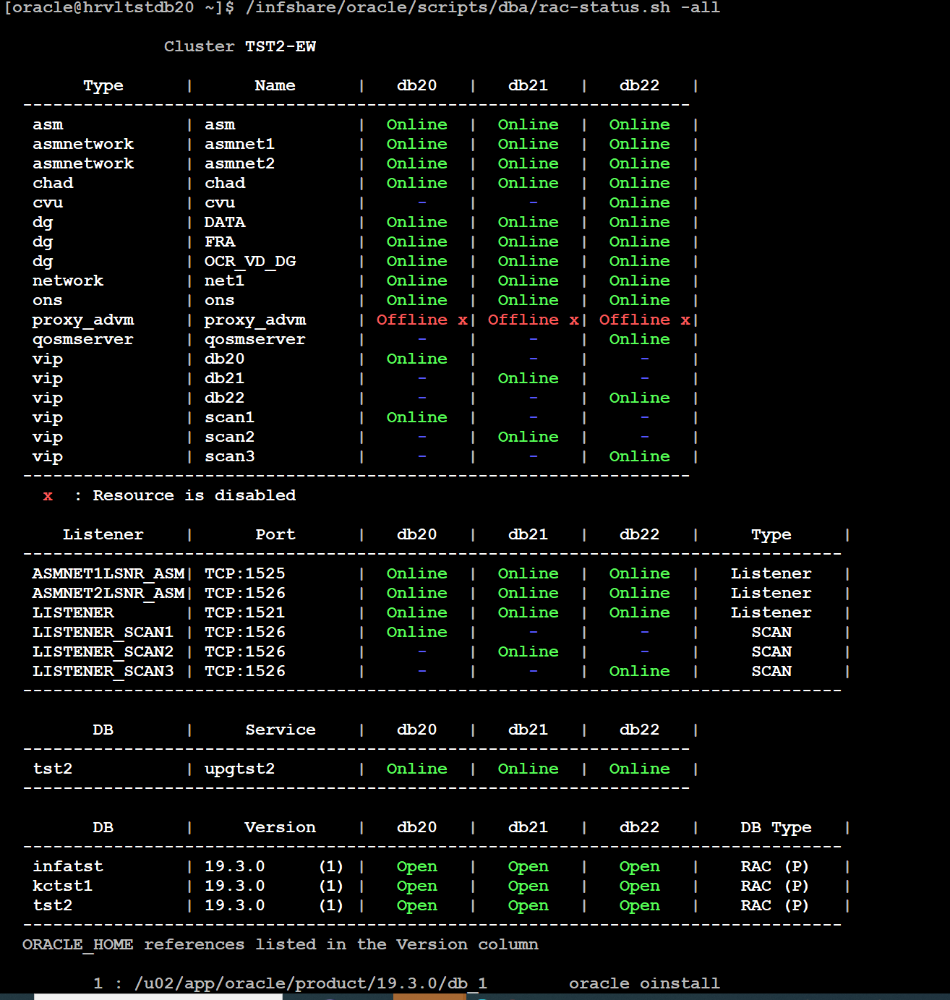 [oracle@hrvltstdb20 ~]$ /infshare/oracle/scripts/dba/rac-status.sh -all
Cluster TST2-EW
Type | Name | db20 | db21 | db22 |
------------------------------------------------------------------
asm | asm | Online | Online | Online |
asmnetwork | asmnet1 | Online | Online | Online |
asmnetwork | asmnet2 | Online | Online | Online |
chad | chad | Online | Online | Online |
cvu | cvu | - | - | Online |
dg | DATA | Online | Online | Online |
dg | FRA | Online | Online | Online |
dg | OCR_VD_DG | Online | Online | Online |
network | net1 | Online | Online | Online |
ons | ons | Online | Online | Online |
proxy_advm | proxy_advm | Offline x| Offline x| Offline x|
qosmserver | qosmserver | - | - | Online |
vip | db20 | Online | - | - |
vip | db21 | - | Online | - |
vip | db22 | - | - | Online |
vip | scan1 | Online | - | - |
vip | scan2 | - | Online | - |
vip | scan3 | - | - | Online |
------------------------------------------------------------------
x : Resource is disabled
Listener | Port | db20 | db21 | db22 | Type |
---------------------------------------------------------------------------------
ASMNET1LSNR_ASM| TCP:1525 | Online | Online | Online | Listener |
ASMNET2LSNR_ASM| TCP:1526 | Online | Online | Online | Listener |
LISTENER | TCP:1521 | Online | Online | Online | Listener |
LISTENER_SCAN1 | TCP:1526 | Online | - | - | SCAN |
LISTENER_SCAN2 | TCP:1526 | - | Online | - | SCAN |
LISTENER_SCAN3 | TCP:1526 | - | - | Online | SCAN |
---------------------------------------------------------------------------------
DB | Service | db20 | db21 | db22 |
------------------------------------------------------------------
tst2 | upgtst2 | Online | Online | Online |
------------------------------------------------------------------
DB | Version | db20 | db21 | db22 | DB Type |
---------------------------------------------------------------------------------
infatst | 19.3.0 (1) | Open | Open | Open | RAC (P) |
kctst1 | 19.3.0 (1) | Open | Open | Open | RAC (P) |
tst2 | 19.3.0 (1) | Open | Open | Open | RAC (P) |
---------------------------------------------------------------------------------
ORACLE_HOME references listed in the Version column
1 : /u02/app/oracle/product/19.3.0/db_1 oracle oinstall